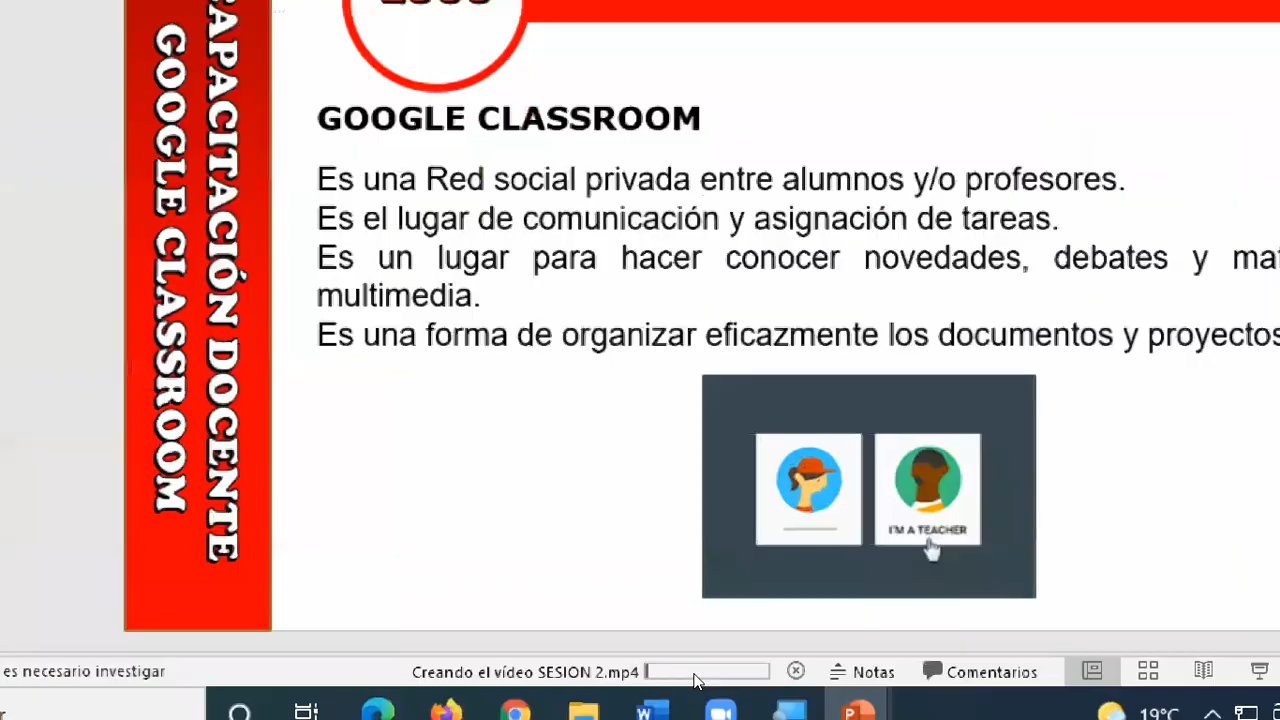 CAPACITACIÓN DOCENTE
GOOGLE CLASSROOM
GOOGLE CLASSROOM
Es una Red social privada entre alumnos y/o profesores.
Es el lugar de comunicación y asignación de tareas.
Es un lugar para hacer conocer novedades, debates y mat
multimedia.
Es una forma de organizar eficazmente los documentos y proyectos
I'M A TEACHER
es necesario investigar
Creando el vídeo SESION 2.mp4
Notas
Comentarios
19°C